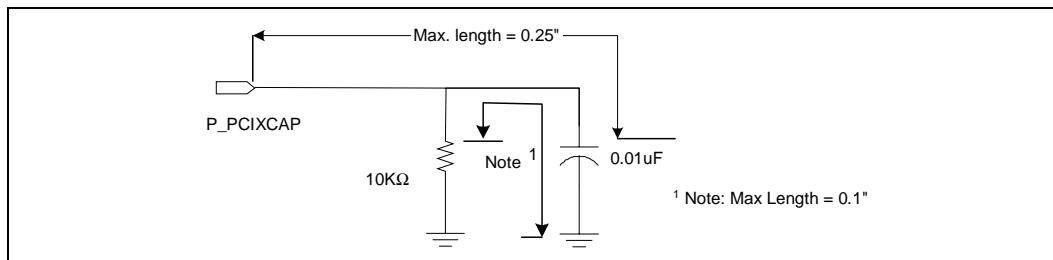 Max. length = 0.25"
P_PCIXCAP
Note 1
0.01uF
10KΩ
1 Note: Max Length = 0.1"